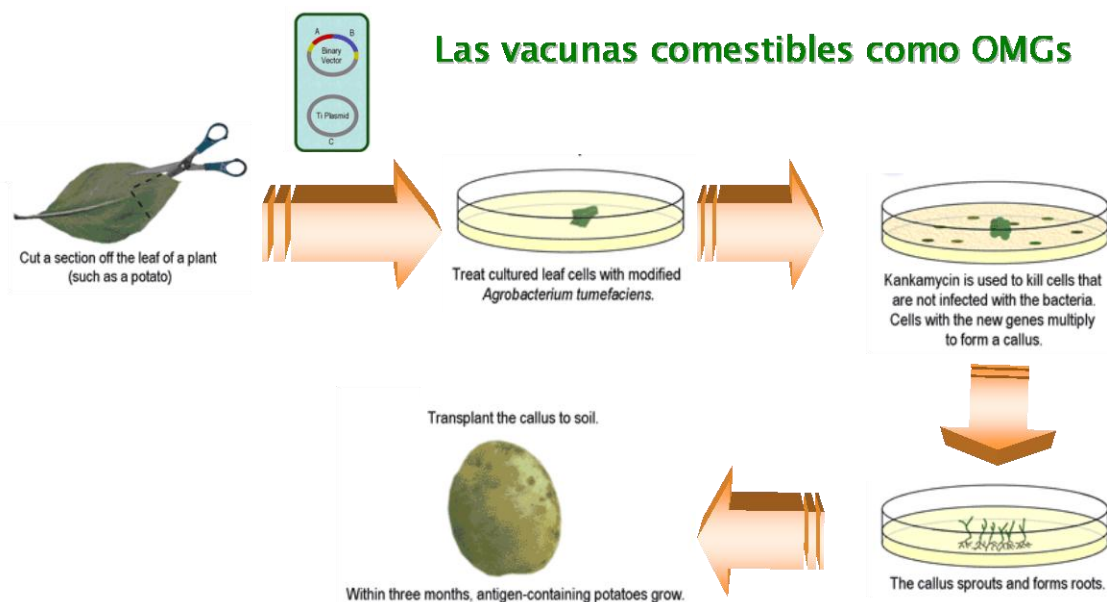 Las vacunas comestibles como OMGs
A B
Binary
Vector
Ti Plasmid
C
Cut a section off the leaf of a plant
(such as a potato)
Treat cultured leaf cells with modified
Agrobacterium tumefaciens.
Kankamycin is used to kill cells that
are not infected with the bacteria.
Cells with the new genes multiply
to form a callus.
The callus sprouts and forms roots.
Transplant the callus to soil.
Within three months, antigen-containing potatoes grow.